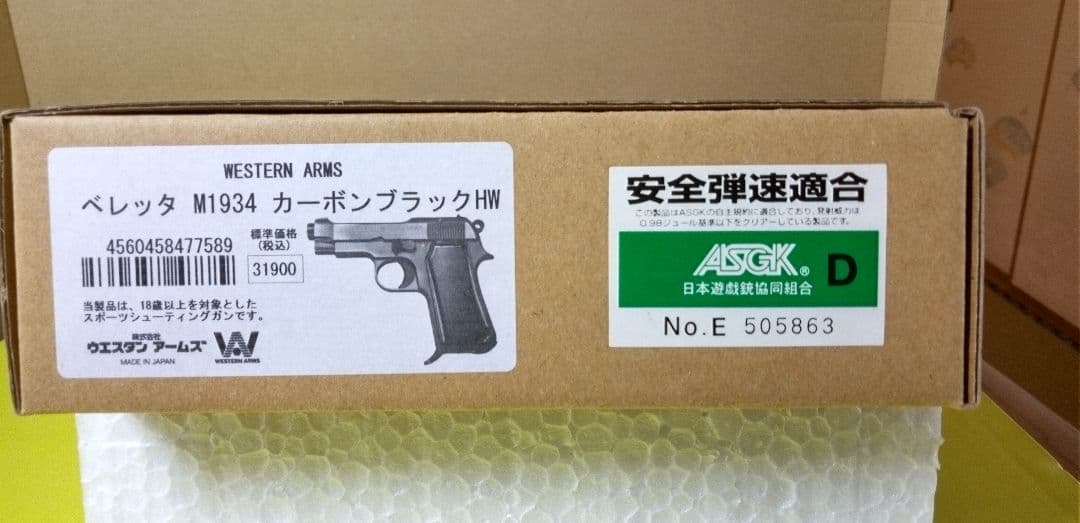 WESTERN ARMS
ベレッタ M1934 カーボンブラックHW
4560458477589
標準価格
(税込)
31900
当製品は、18歳以上を対象とした
スポーツシューティングガンです。
株式会社
ウエスタン アームズ
MADE IN JAPAN
WESTERN ARMS
安全弾速適合
この製品はASGKの自主規約に適合しており、発射威力は
0.98ジュール基準以下をクリアーしている製品です。
ASGK® D
日本遊戯銃協同組合
No.E 505863